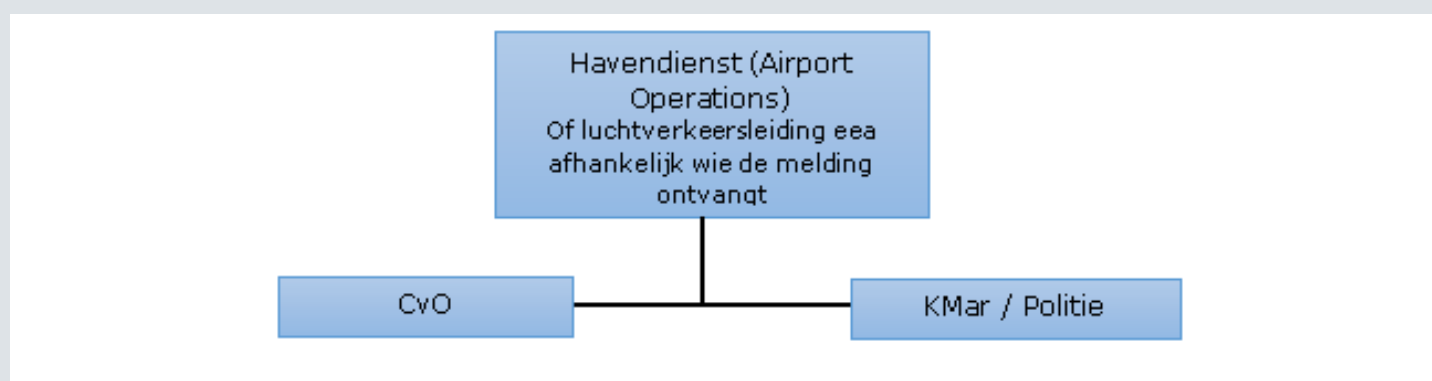 Havendienst (Airport
Operations)
Of luchtverkeersleiding eea
afhankelijk wie de melding
ontvangt
CvO
KMar / Politie